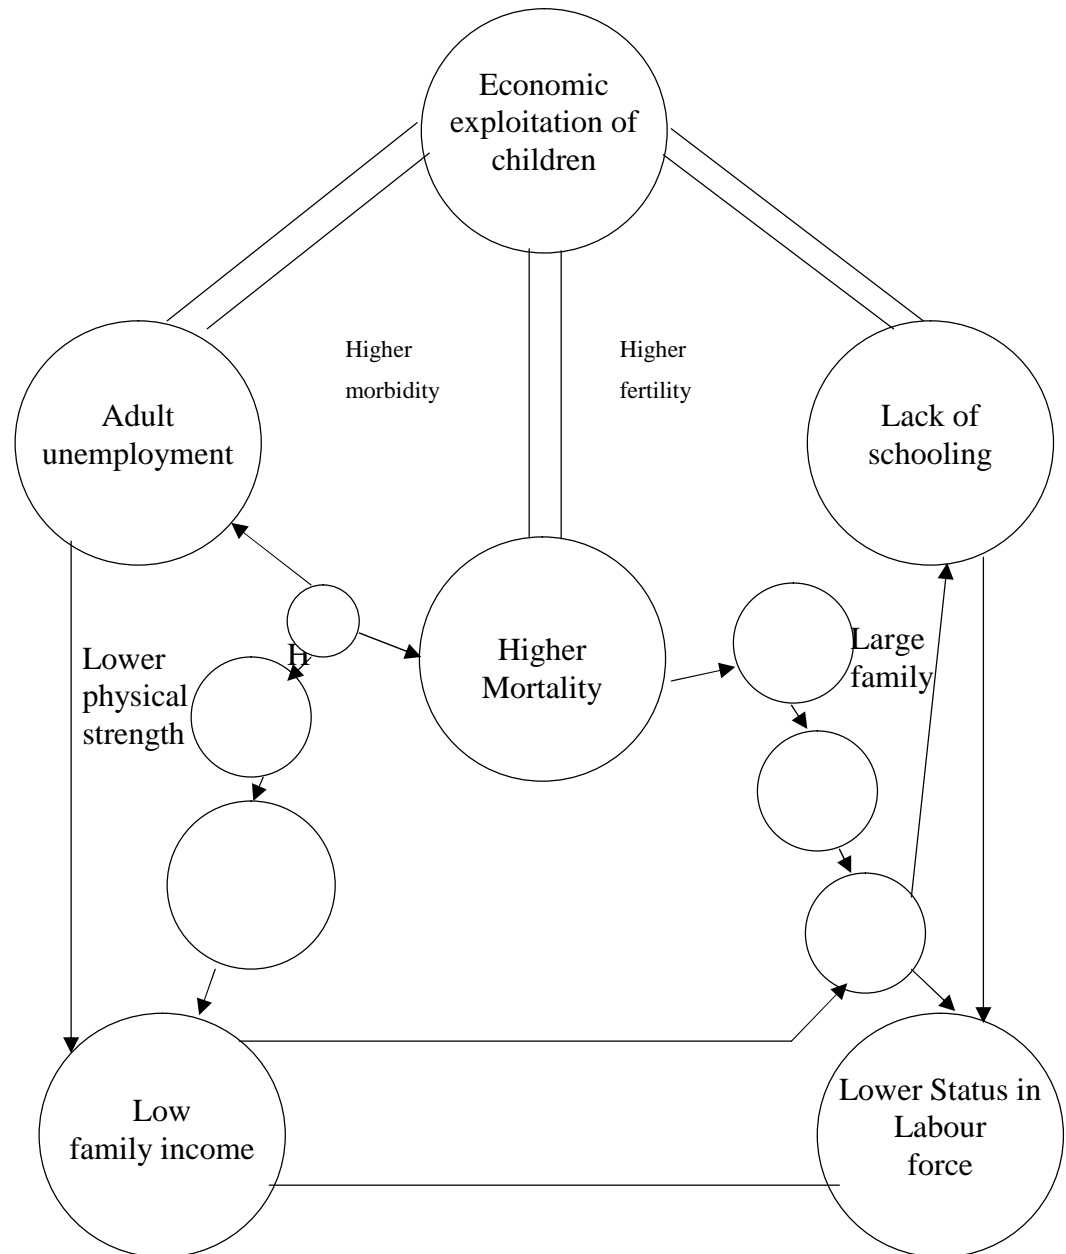 Economic
exploitation of
children
Higher
morbidity
Higher
fertility
Adult
unemployment
Lack of
schooling
H
Lower
physical
strength
Higher
Mortality
Large
family
Low
family income
Lower Status in
Labour
force